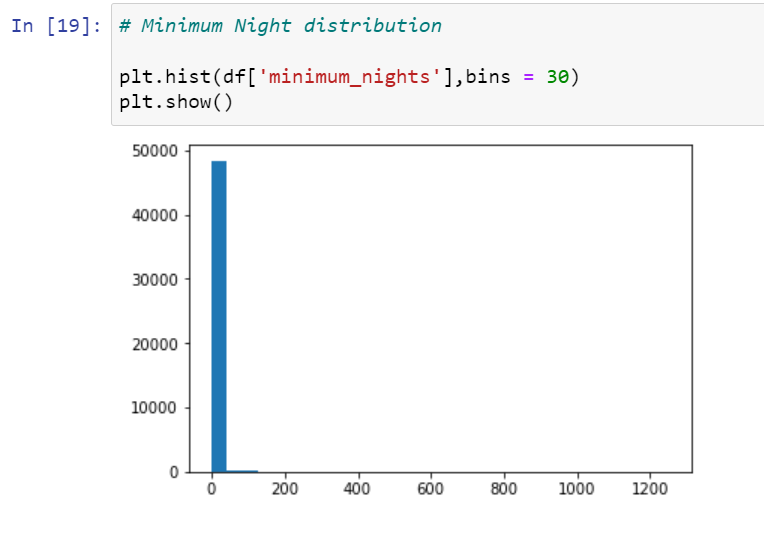 In [19]: # Minimum Night distribution
plt.hist(df['minimum_nights'],bins = 30)
plt.show()
50000
40000
30000
20000
10000
0
0 200 400 600 800 1000 1200